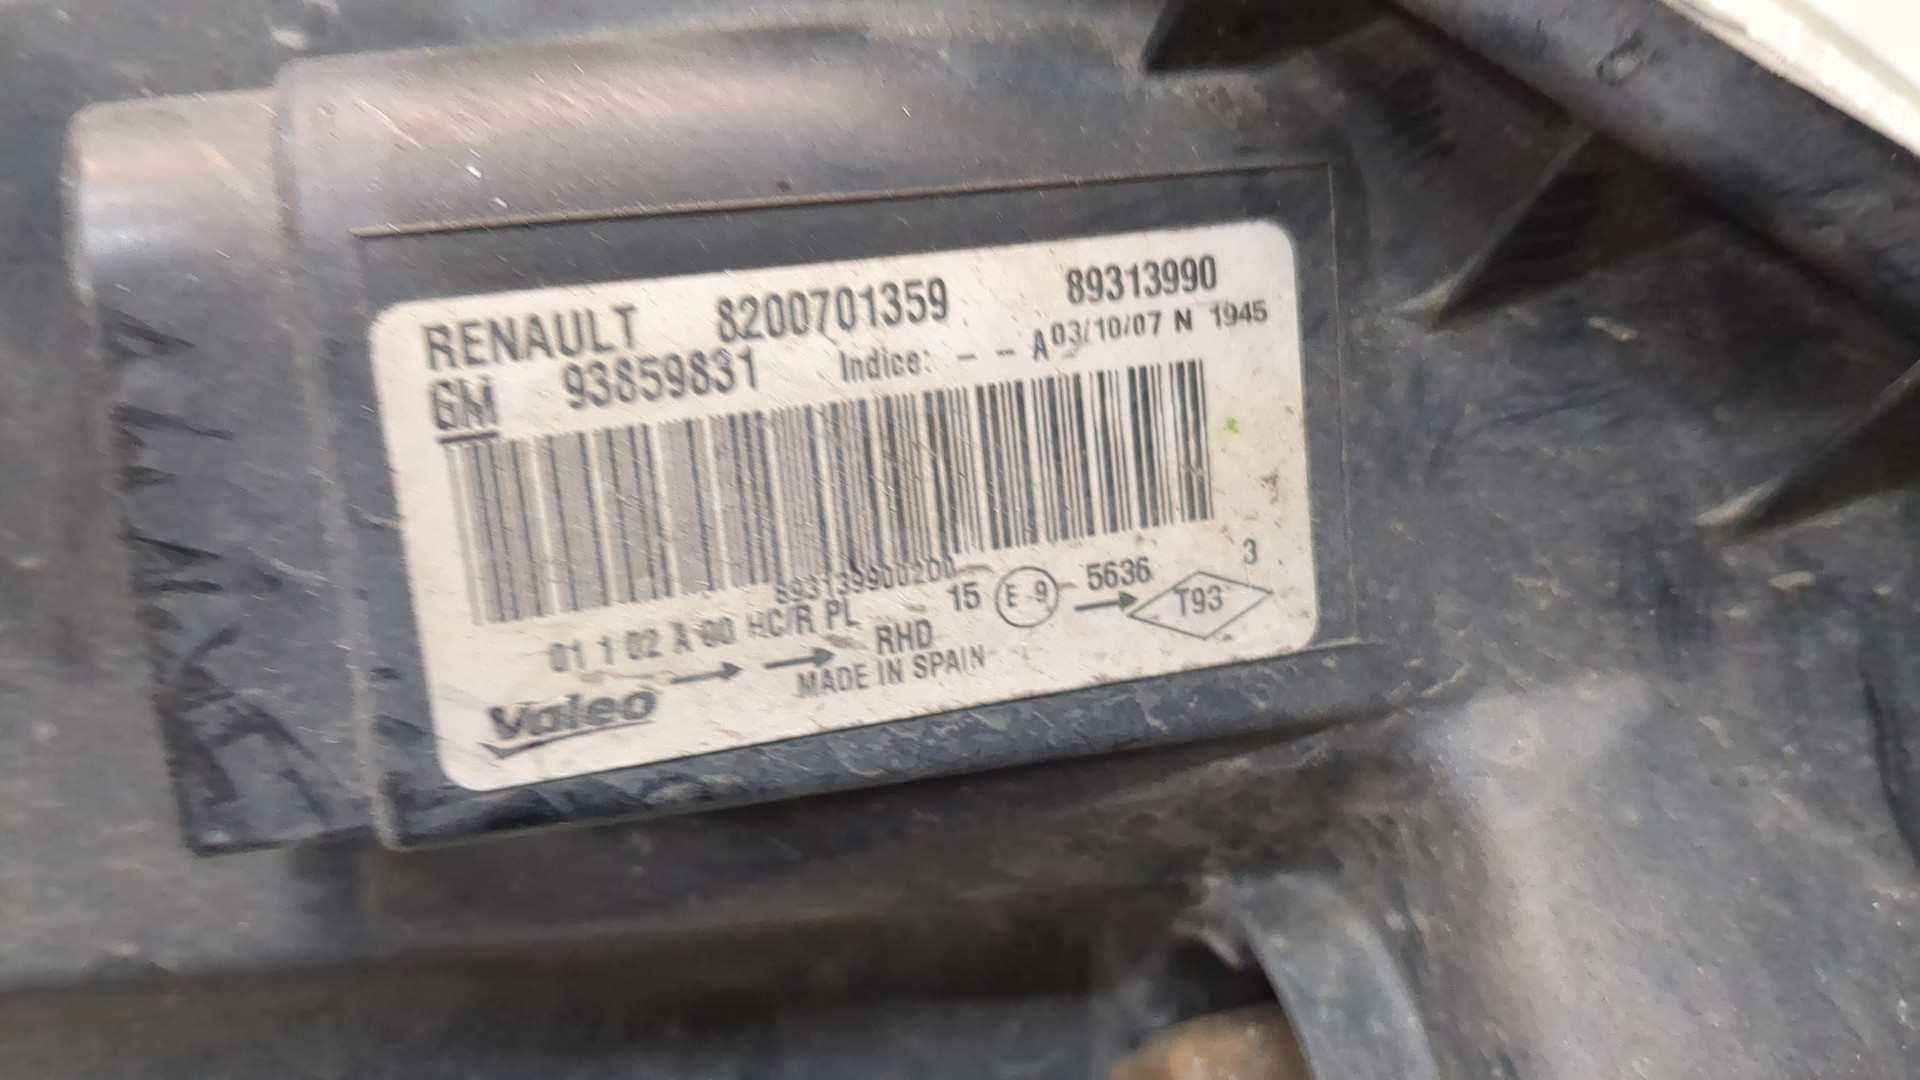 RENAULT 8200701359 89313990
GM 93859831 Indice: - - A 03/10/07 N 1945
893139900200
01 1 02 A 00 HC/R PL 15 E 9 5636 3
RHD T93
MADE IN SPAIN
Valeo